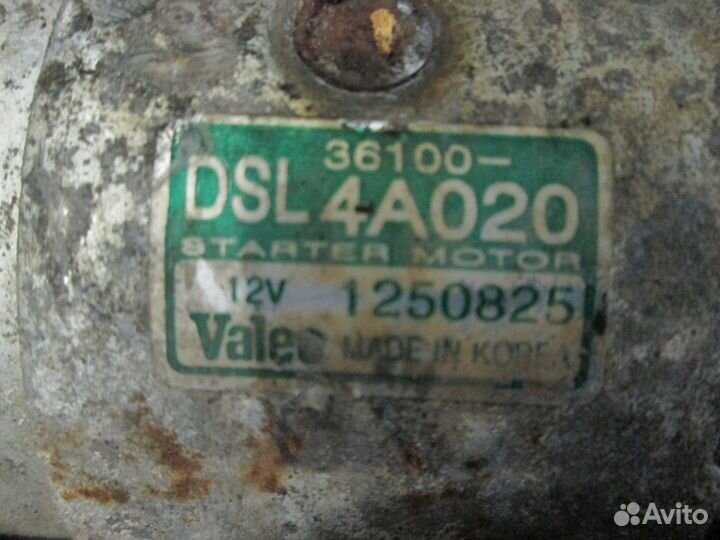 36100-
DSL 4A020
STARTER MOTOR
12V 1250825
Valeo MADE IN KOREA
Avito